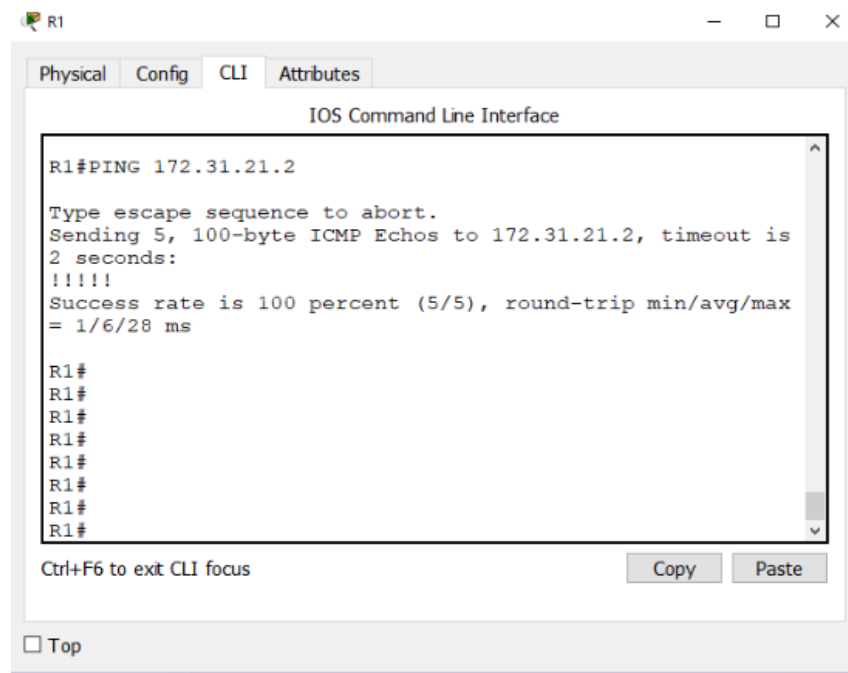 R1
Physical Config CLI Attributes
IOS Command Line Interface
R1#PING 172.31.21.2
Type escape sequence to abort.
Sending 5, 100-byte ICMP Echos to 172.31.21.2, timeout is
2 seconds:
!!!!!
Success rate is 100 percent (5/5), round-trip min/avg/max
= 1/6/28 ms
R1#
R1#
R1#
R1#
R1#
R1#
R1#
R1#
Ctrl+F6 to exit CLI focus
Copy Paste
Top